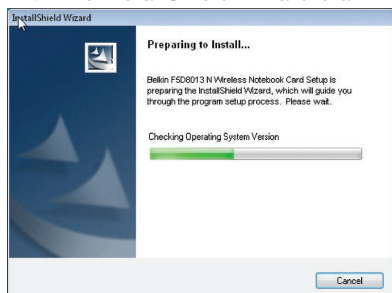 InstallShield Wizard
Preparing to Install...
Belkin F5D8013 N Wireless Notebook Card Setup is
preparing the InstallShield Wizard, which will guide you
through the program setup process. Please wait.
Checking Operating System Version
Cancel